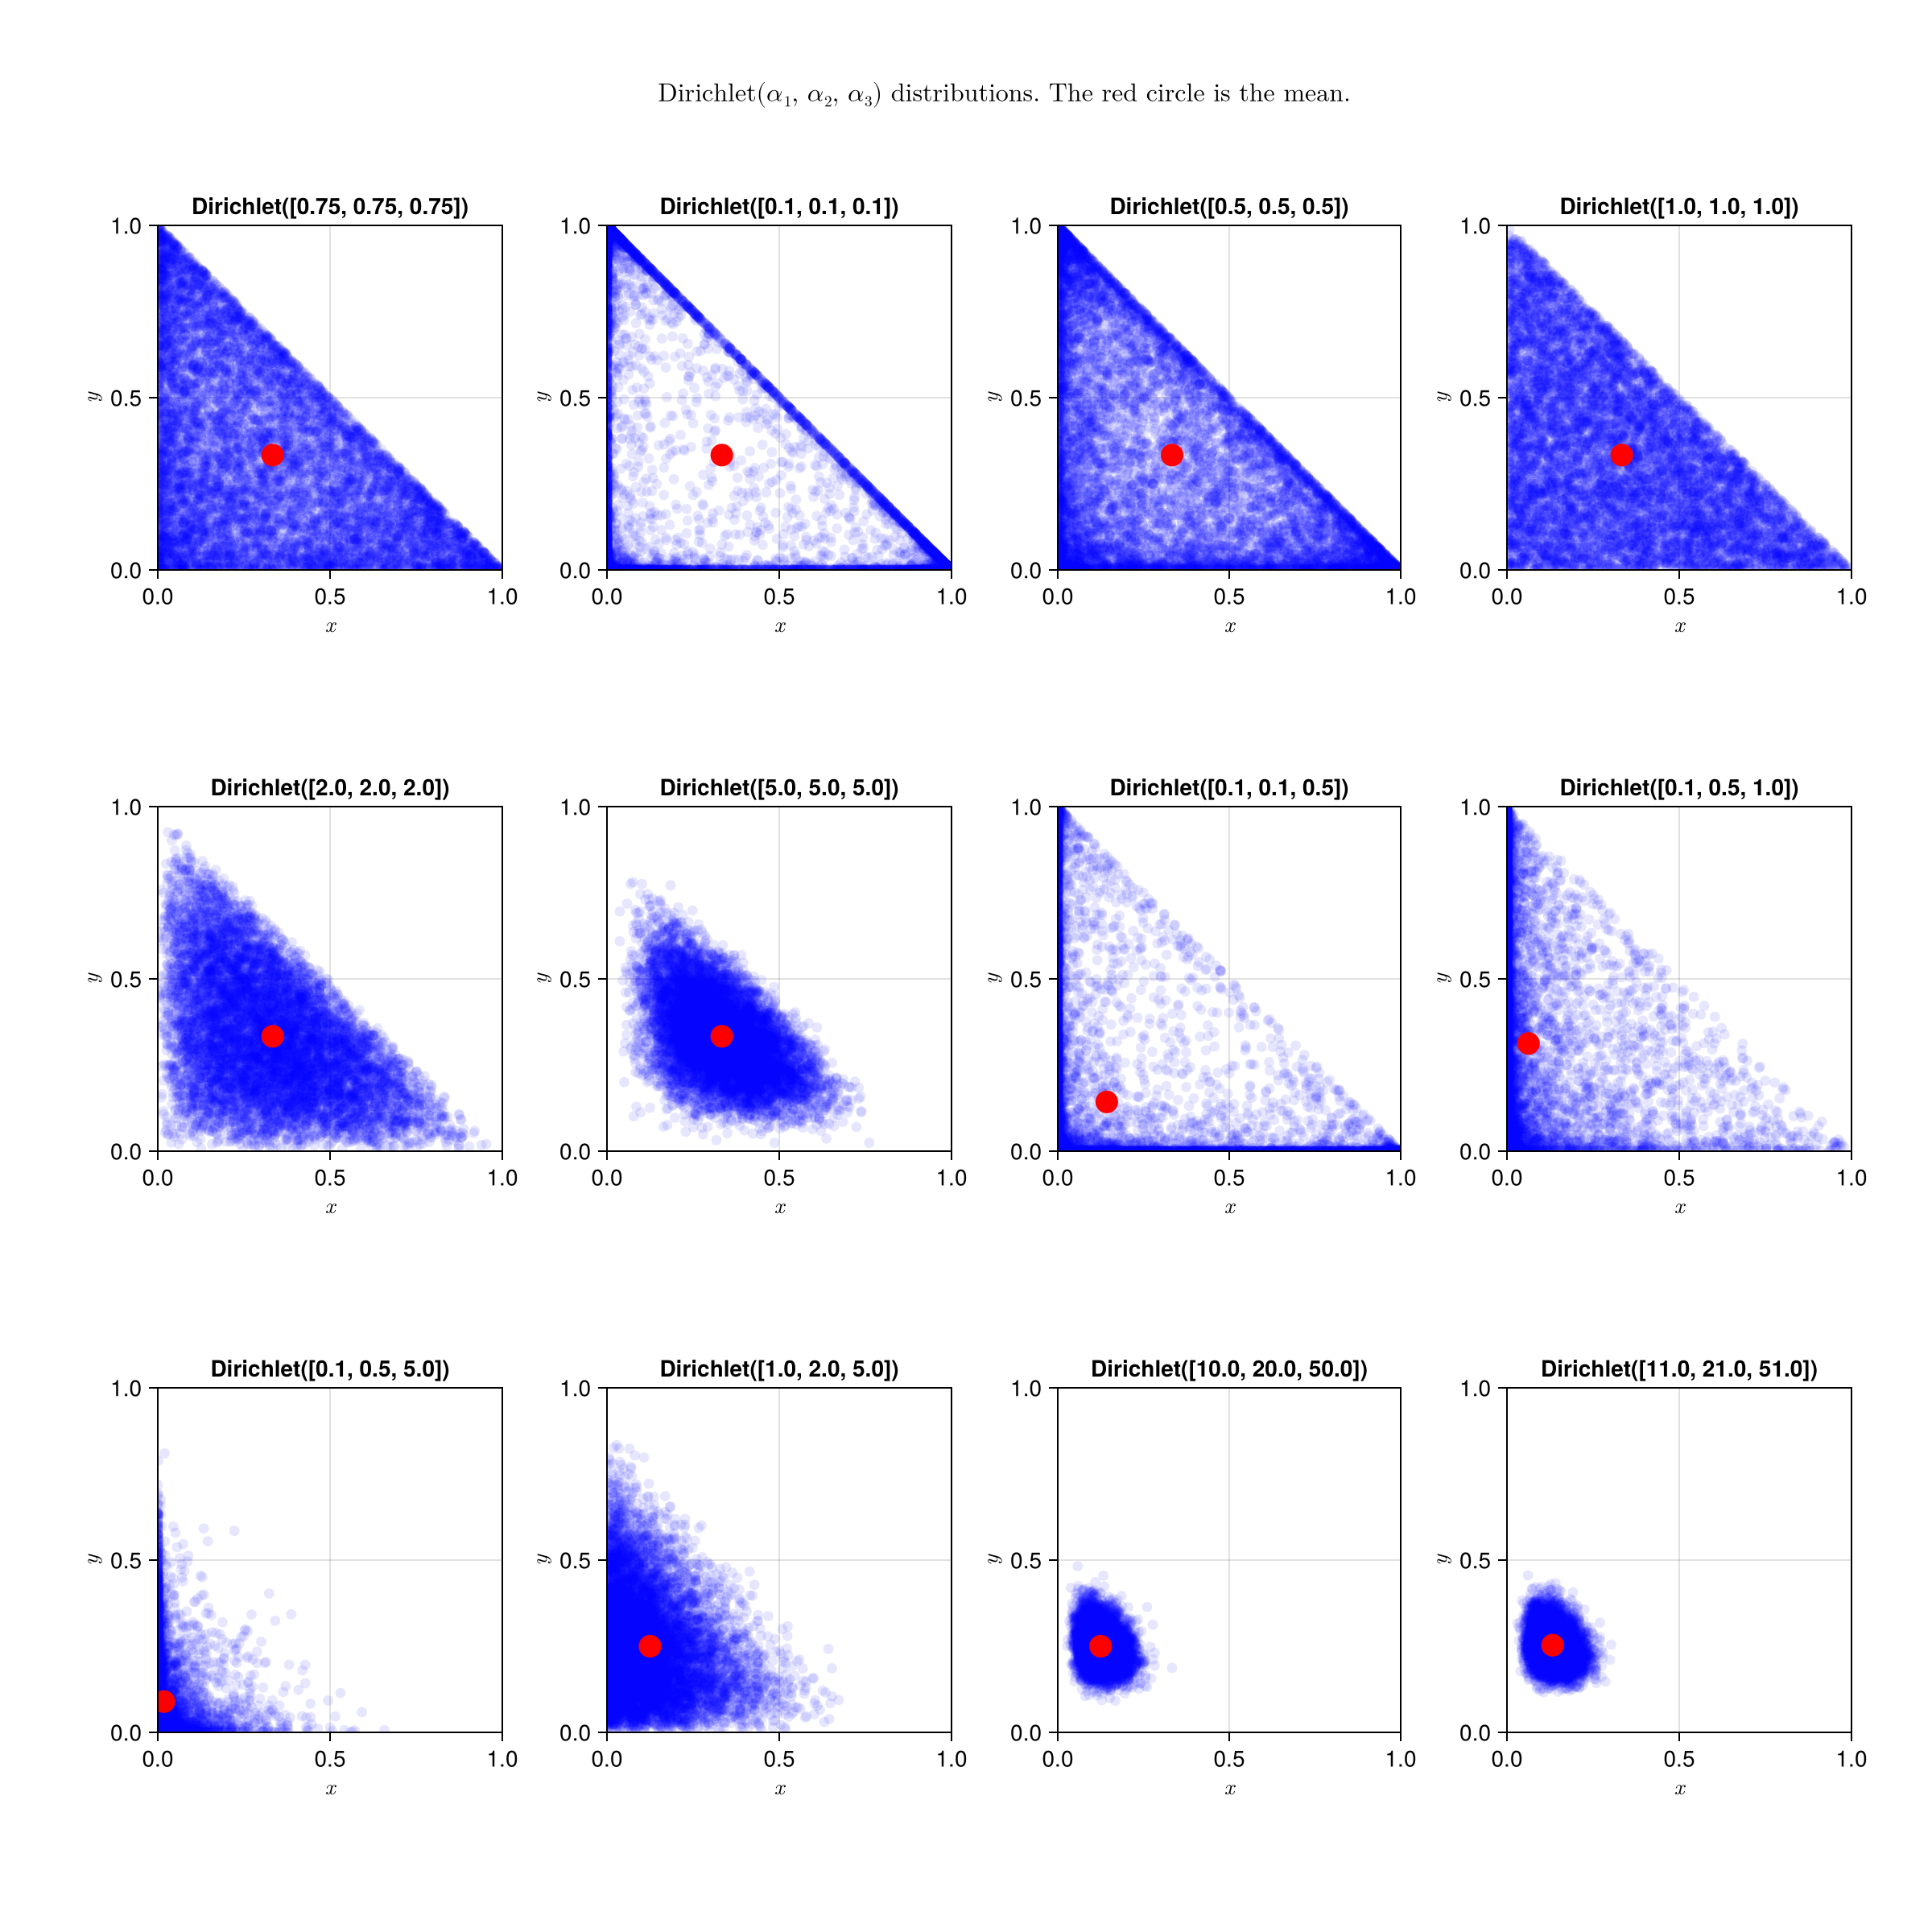 Dirichlet(α₁, α₂, α₃) distributions. The red circle is the mean.
Dirichlet([0.75, 0.75, 0.75]) Dirichlet([0.1, 0.1, 0.1]) Dirichlet([0.5, 0.5, 0.5]) Dirichlet([1.0, 1.0, 1.0])
1.0 1.0 1.0 1.0
y 0.5 y 0.5 y 0.5 y 0.5
0.0 0.0 0.0 0.0
0.0 0.5 1.0 0.0 0.5 1.0 0.0 0.5 1.0 0.0 0.5 1.0
x x x x
Dirichlet([2.0, 2.0, 2.0]) Dirichlet([5.0, 5.0, 5.0]) Dirichlet([0.1, 0.1, 0.5]) Dirichlet([0.1, 0.5, 1.0])
1.0 1.0 1.0 1.0
y 0.5 y 0.5 y 0.5 y 0.5
0.0 0.0 0.0 0.0
0.0 0.5 1.0 0.0 0.5 1.0 0.0 0.5 1.0 0.0 0.5 1.0
x x x x
Dirichlet([0.1, 0.5, 5.0]) Dirichlet([1.0, 2.0, 5.0]) Dirichlet([10.0, 20.0, 50.0]) Dirichlet([11.0, 21.0, 51.0])
1.0 1.0 1.0 1.0
y 0.5 y 0.5 y 0.5 y 0.5
0.0 0.0 0.0 0.0
0.0 0.5 1.0 0.0 0.5 1.0 0.0 0.5 1.0 0.0 0.5 1.0
x x x x